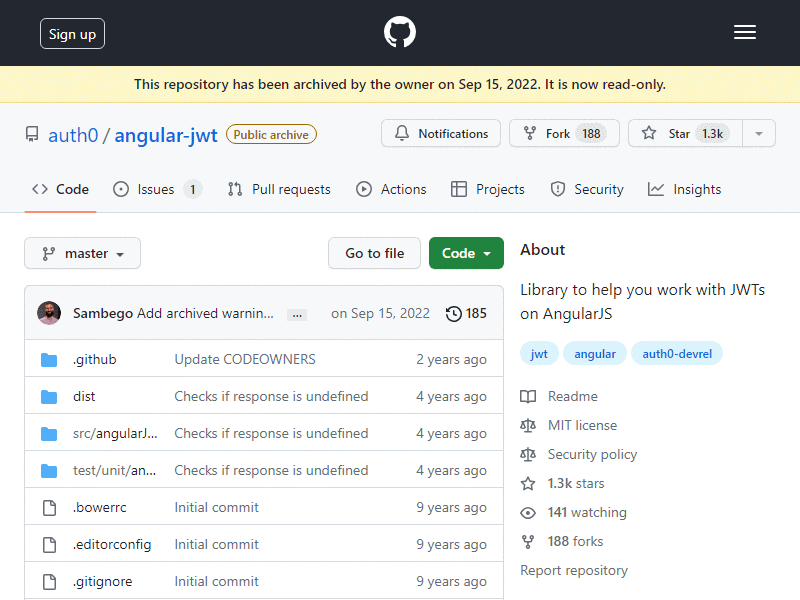 Sign up
This repository has been archived by the owner on Sep 15, 2022. It is now read-only.
auth0 / angular-jwt Public archive
Notifications Fork 188 Star 1.3k
Code Issues 1 Pull requests Actions Projects Security Insights
master Go to file Code
Sambego Add archived warnin... ... on Sep 15, 2022 185
.github Update CODEOWNERS 2 years ago
dist Checks if response is undefined 4 years ago
src/angularJ... Checks if response is undefined 4 years ago
test/unit/an... Checks if response is undefined 4 years ago
.bowerrc Initial commit 9 years ago
.editorconfig Initial commit 9 years ago
.gitignore Initial commit 9 years ago
About
Library to help you work with JWTs
on AngularJS
jwt angular auth0-devrel
Readme
MIT license
Security policy
1.3k stars
141 watching
188 forks
Report repository